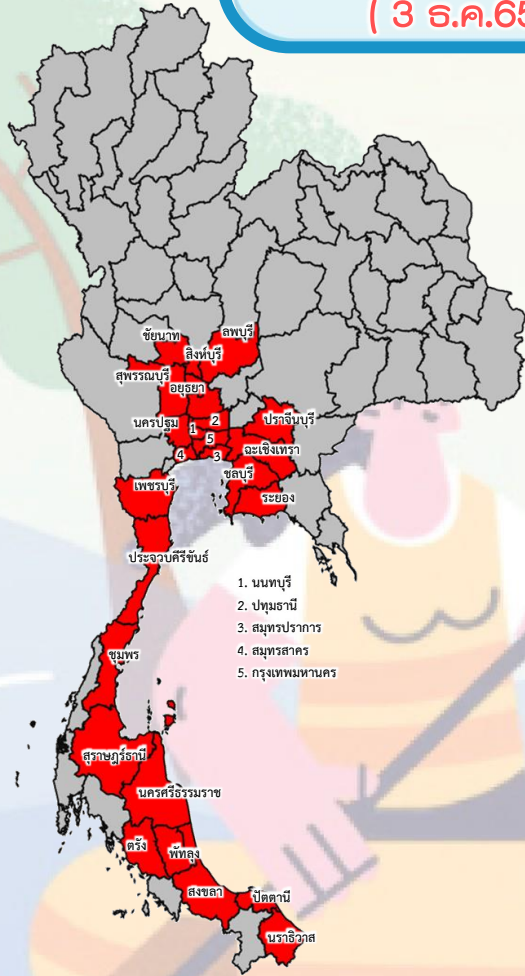 ( 3 ธ.ค.65
ชัยนาท
ลพบุรี
สิงห์บุรี
สุพรรณบุรี
อยุธยา
นครปฐม
1
2
5
4
3
ปราจีนบุรี
ฉะเชิงเทรา
ชลบุรี
ระยอง
เพชรบุรี
ประจวบคีรีขันธ์
1. นนทบุรี
2. ปทุมธานี
3. สมุทรปราการ
4. สมุทรสาคร
5. กรุงเทพมหานคร
ชุมพร
สุราษฎร์ธานี
นครศรีธรรมราช
ตรัง
พัทลุง
สงขลา
ปัตตานี
นราธิวาส